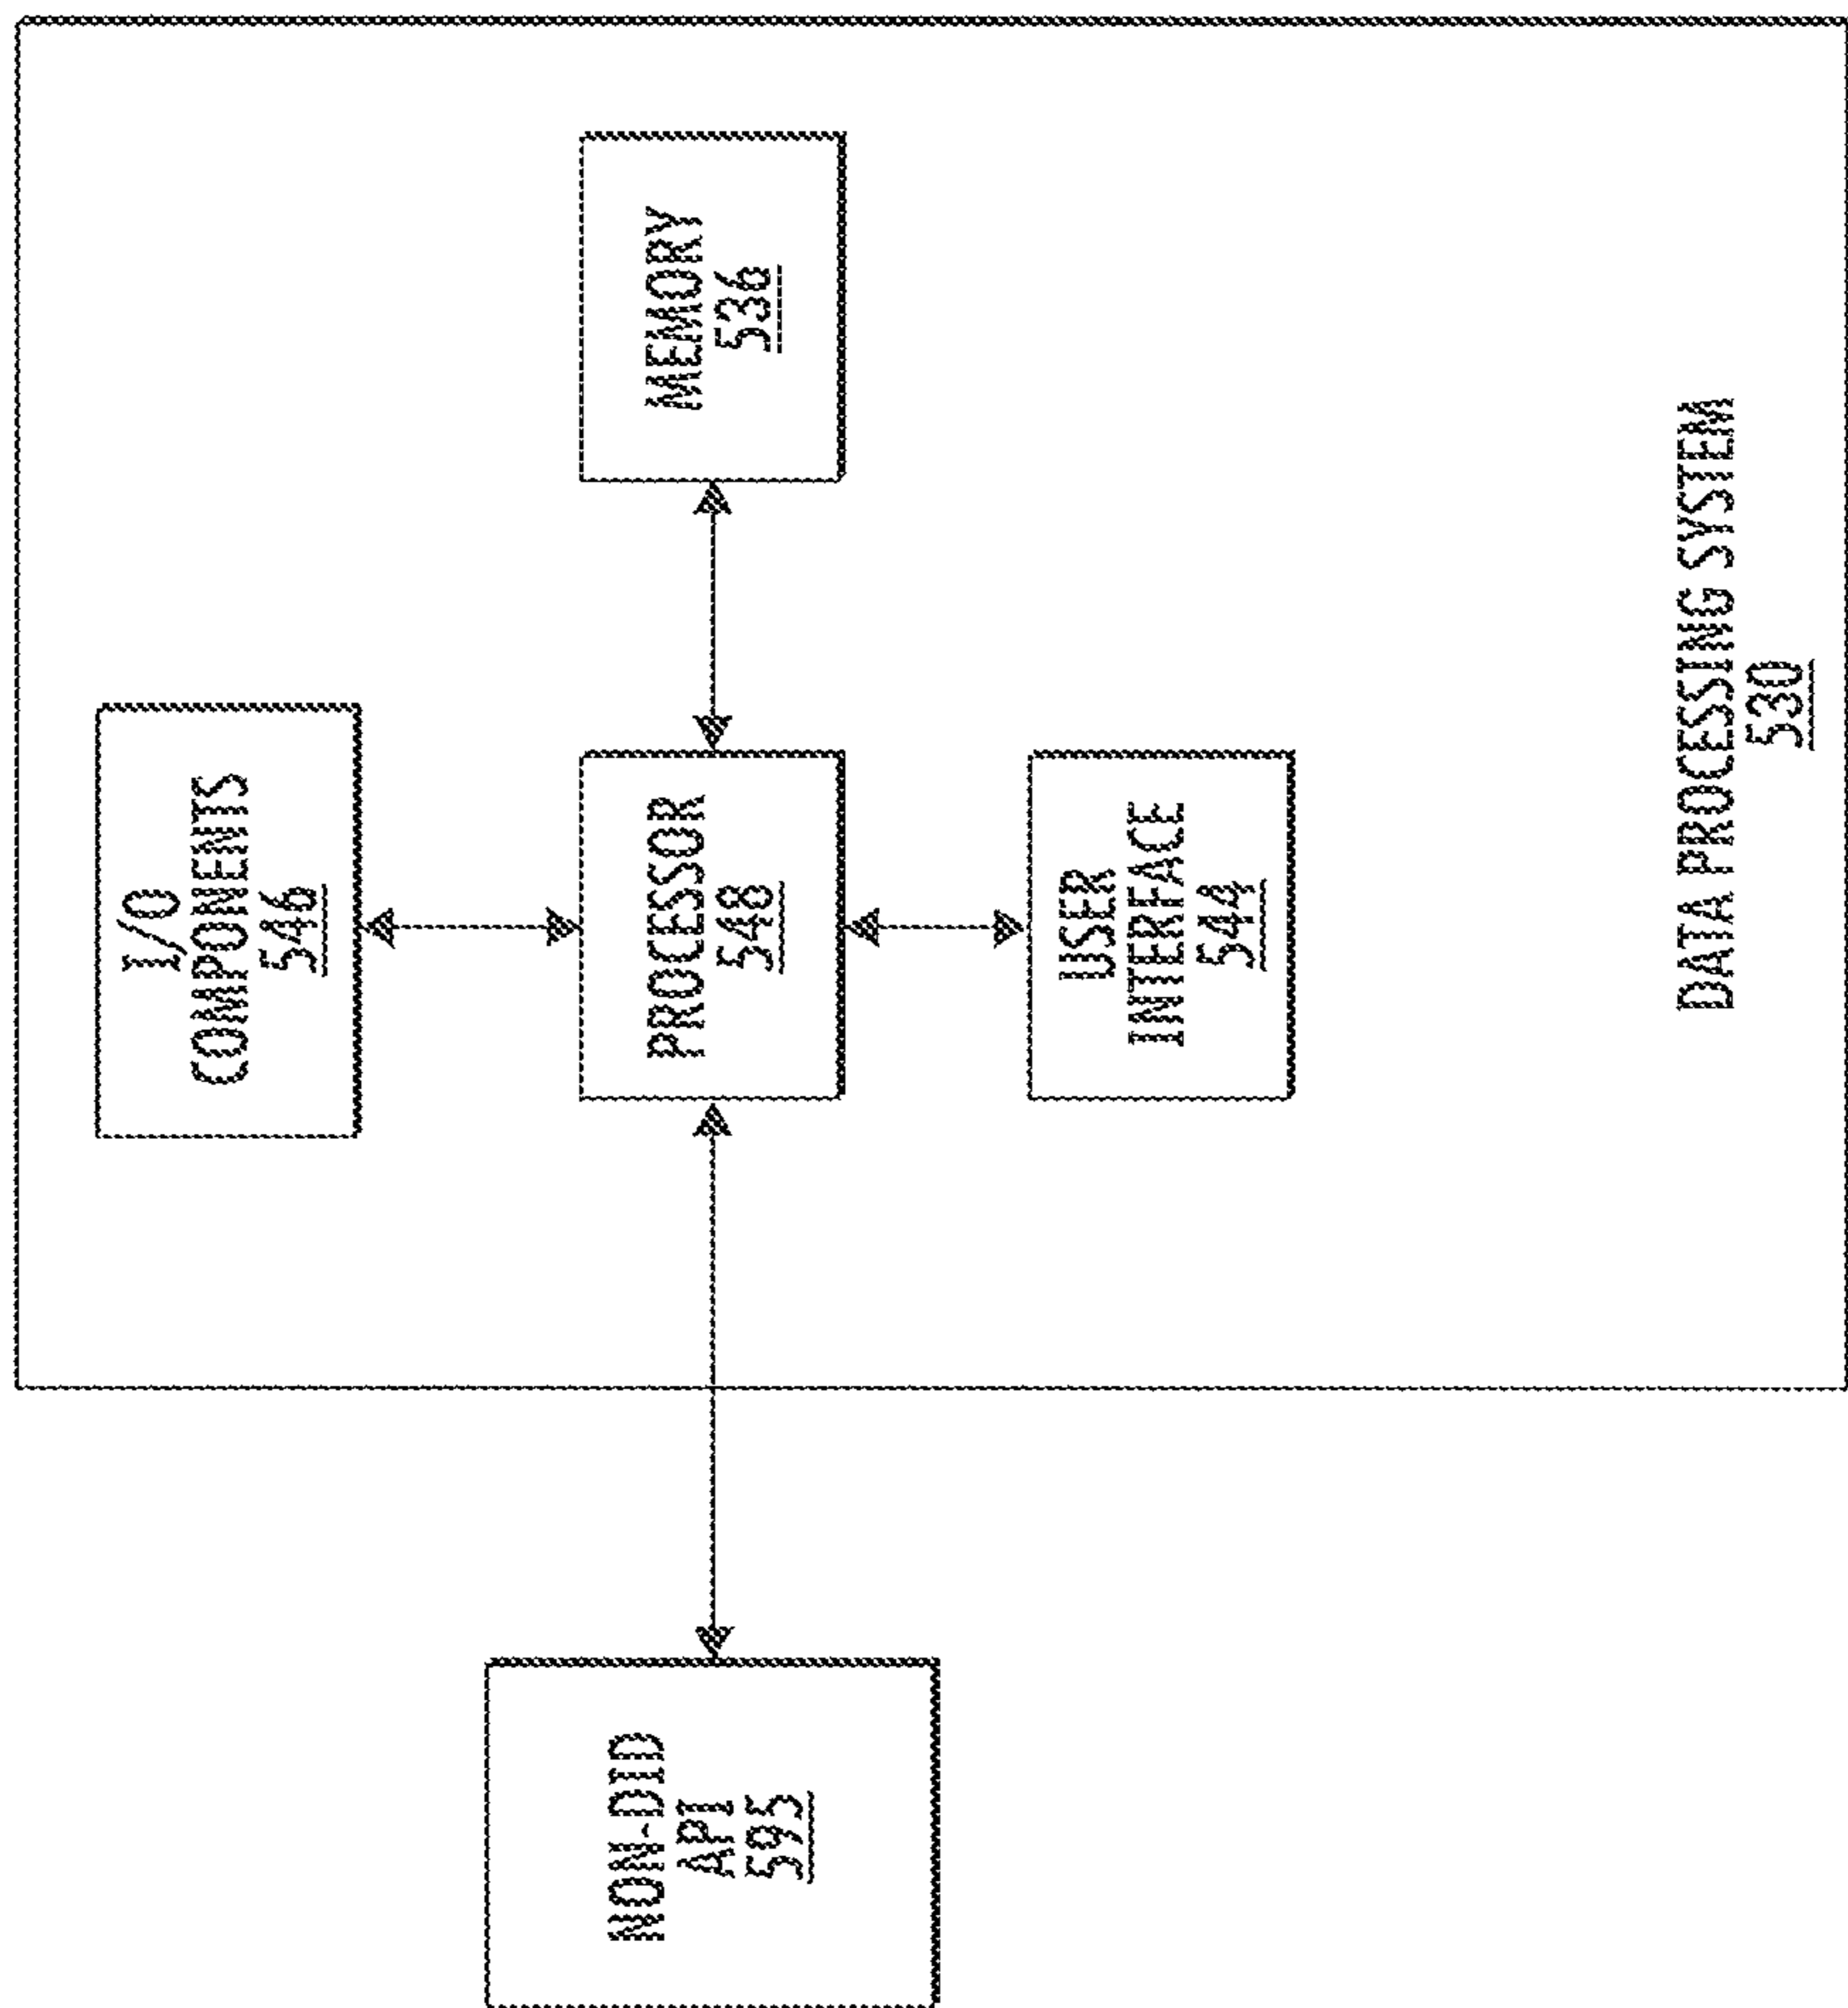 I/O
COMPONENTS
546
NON-DID
API
595
PROCESSOR
548
MEMORY
536
USER
INTERFACE
544
DATA PROCESSING SYSTEM
530